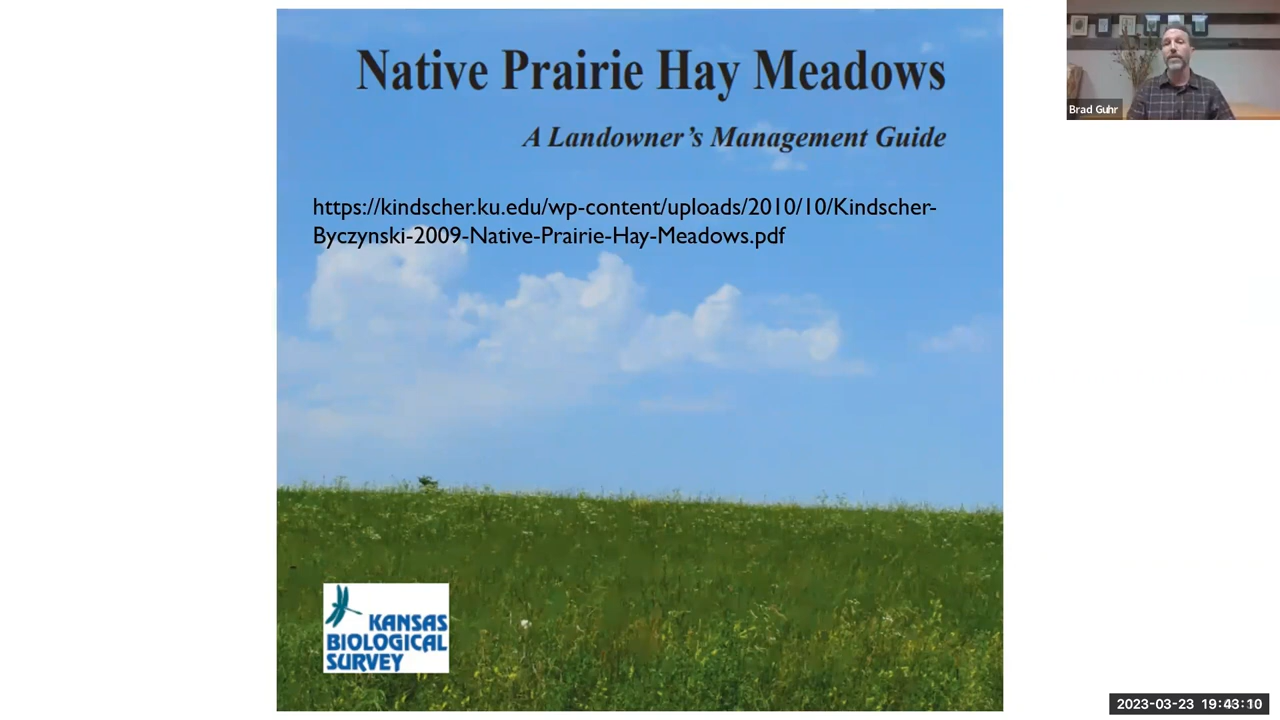 Native Prairie Hay Meadows
A Landowner's Management Guide
https://kindscher.ku.edu/wp-content/uploads/2010/10/Kindscher-
Byczynski-2009-Native-Prairie-Hay-Meadows.pdf
KANSAS
BIOLOGICAL
SURVEY
Brad Guhr
2023-03-23 19:43:10